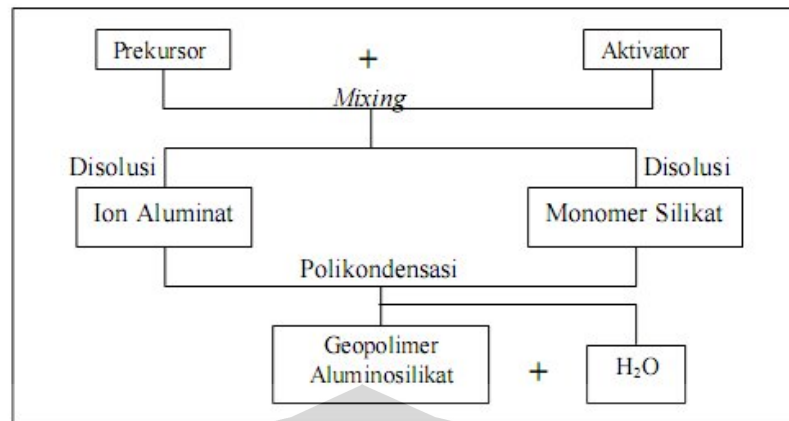 Prekursor + Aktivator
Mixing
Disolusi Disolusi
Ion Aluminat Monomer Silikat
Polikondensasi
Geopolimer
Aluminosilikat + H₂O